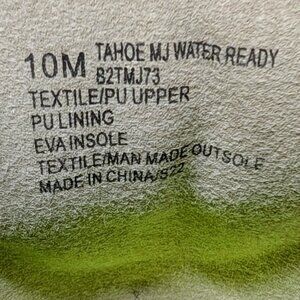 10M TAHOE MJ WATER READY
B2TMJ73
TEXTILE/PU UPPER
PU LINING
EVA INSOLE
TEXTILE/MAN MADE OUTSOLE
MADE IN CHINA/S22